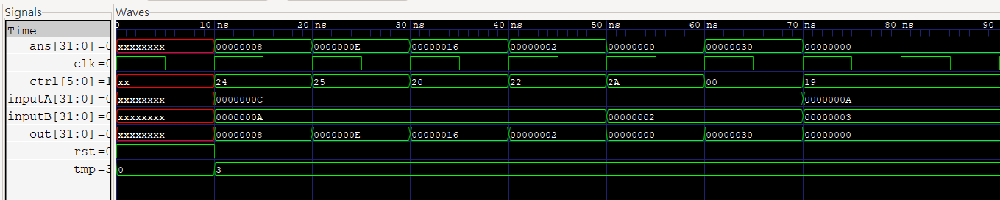 Signals Waves
Time 0 10 ns 20 ns 30 ns 40 ns 50 ns 60 ns 70 ns 80 ns 90
ans[31:0]=0 xxxxxxxx 00000008 0000000E 00000016 00000002 00000000 00000030 00000000
clk=0
ctrl[5:0]=1 xx 24 25 20 22 2A 00 19
inputA[31:0]=0 xxxxxxxx 0000000C 0000000A
inputB[31:0]=0 xxxxxxxx 0000000A 00000002 00000003
out[31:0]=0 xxxxxxxx 00000008 0000000E 00000016 00000002 00000000 00000030 00000000
rst=0
tmp=3 0 3